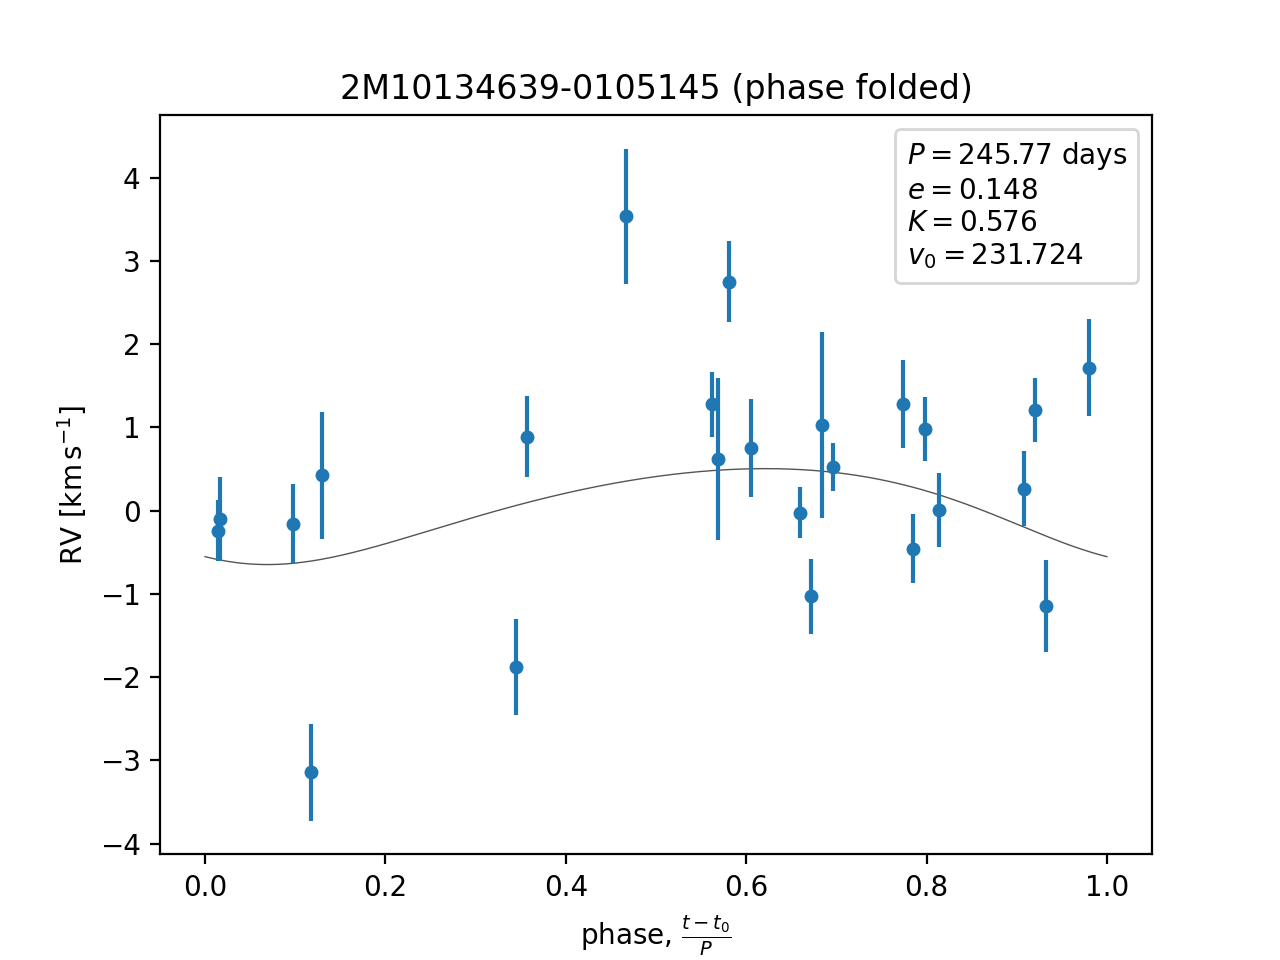 2M10134639-0105145 (phase folded)
P = 245.77 days
e = 0.148
K = 0.576
v₀ = 231.724
4
3
2
1
0
−1
−2
−3
−4
RV [km s⁻¹]
0.0 0.2 0.4 0.6 0.8 1.0
phase, (t − t₀)/P